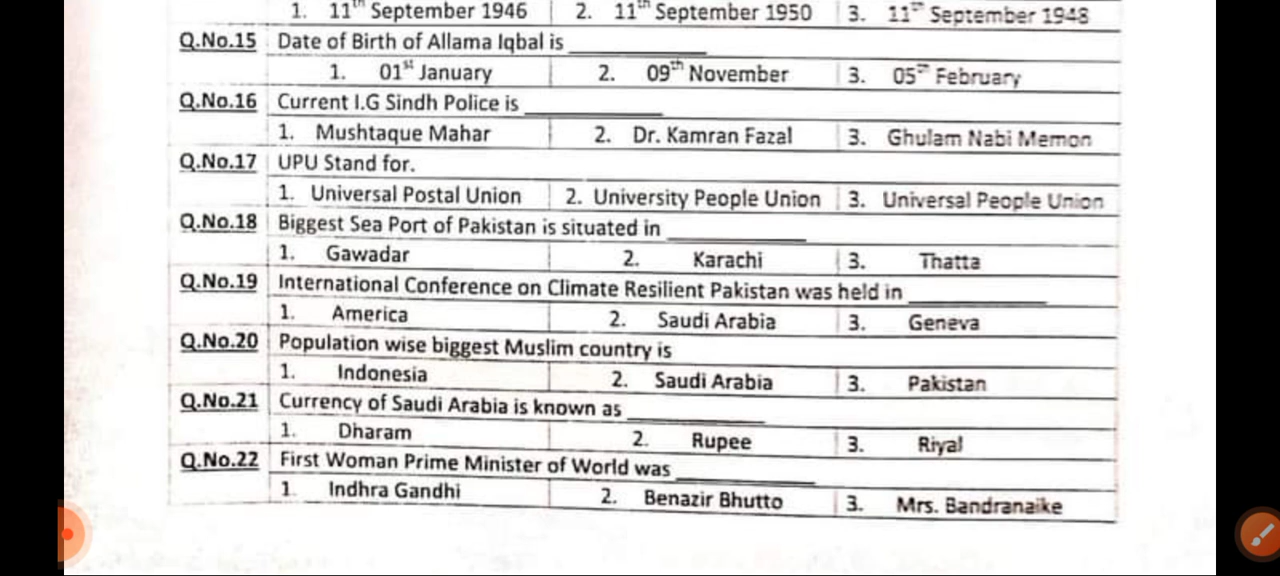 1. 11th September 1946 2. 11th September 1950 3. 11th September 1948
Q.No.15 Date of Birth of Allama Iqbal is ____________
1. 01st January 2. 09th November 3. 05th February
Q.No.16 Current I.G Sindh Police is ____________
1. Mushtaque Mahar 2. Dr. Kamran Fazal 3. Ghulam Nabi Memon
Q.No.17 UPU Stand for.
1. Universal Postal Union 2. University People Union 3. Universal People Union
Q.No.18 Biggest Sea Port of Pakistan is situated in ____________
1. Gawadar 2. Karachi 3. Thatta
Q.No.19 International Conference on Climate Resilient Pakistan was held in ____________
1. America 2. Saudi Arabia 3. Geneva
Q.No.20 Population wise biggest Muslim country is
1. Indonesia 2. Saudi Arabia 3. Pakistan
Q.No.21 Currency of Saudi Arabia is known as ____________
1. Dharam 2. Rupee 3. Riyal
Q.No.22 First Woman Prime Minister of World was ____________
1. Indhra Gandhi 2. Benazir Bhutto 3. Mrs. Bandranaike